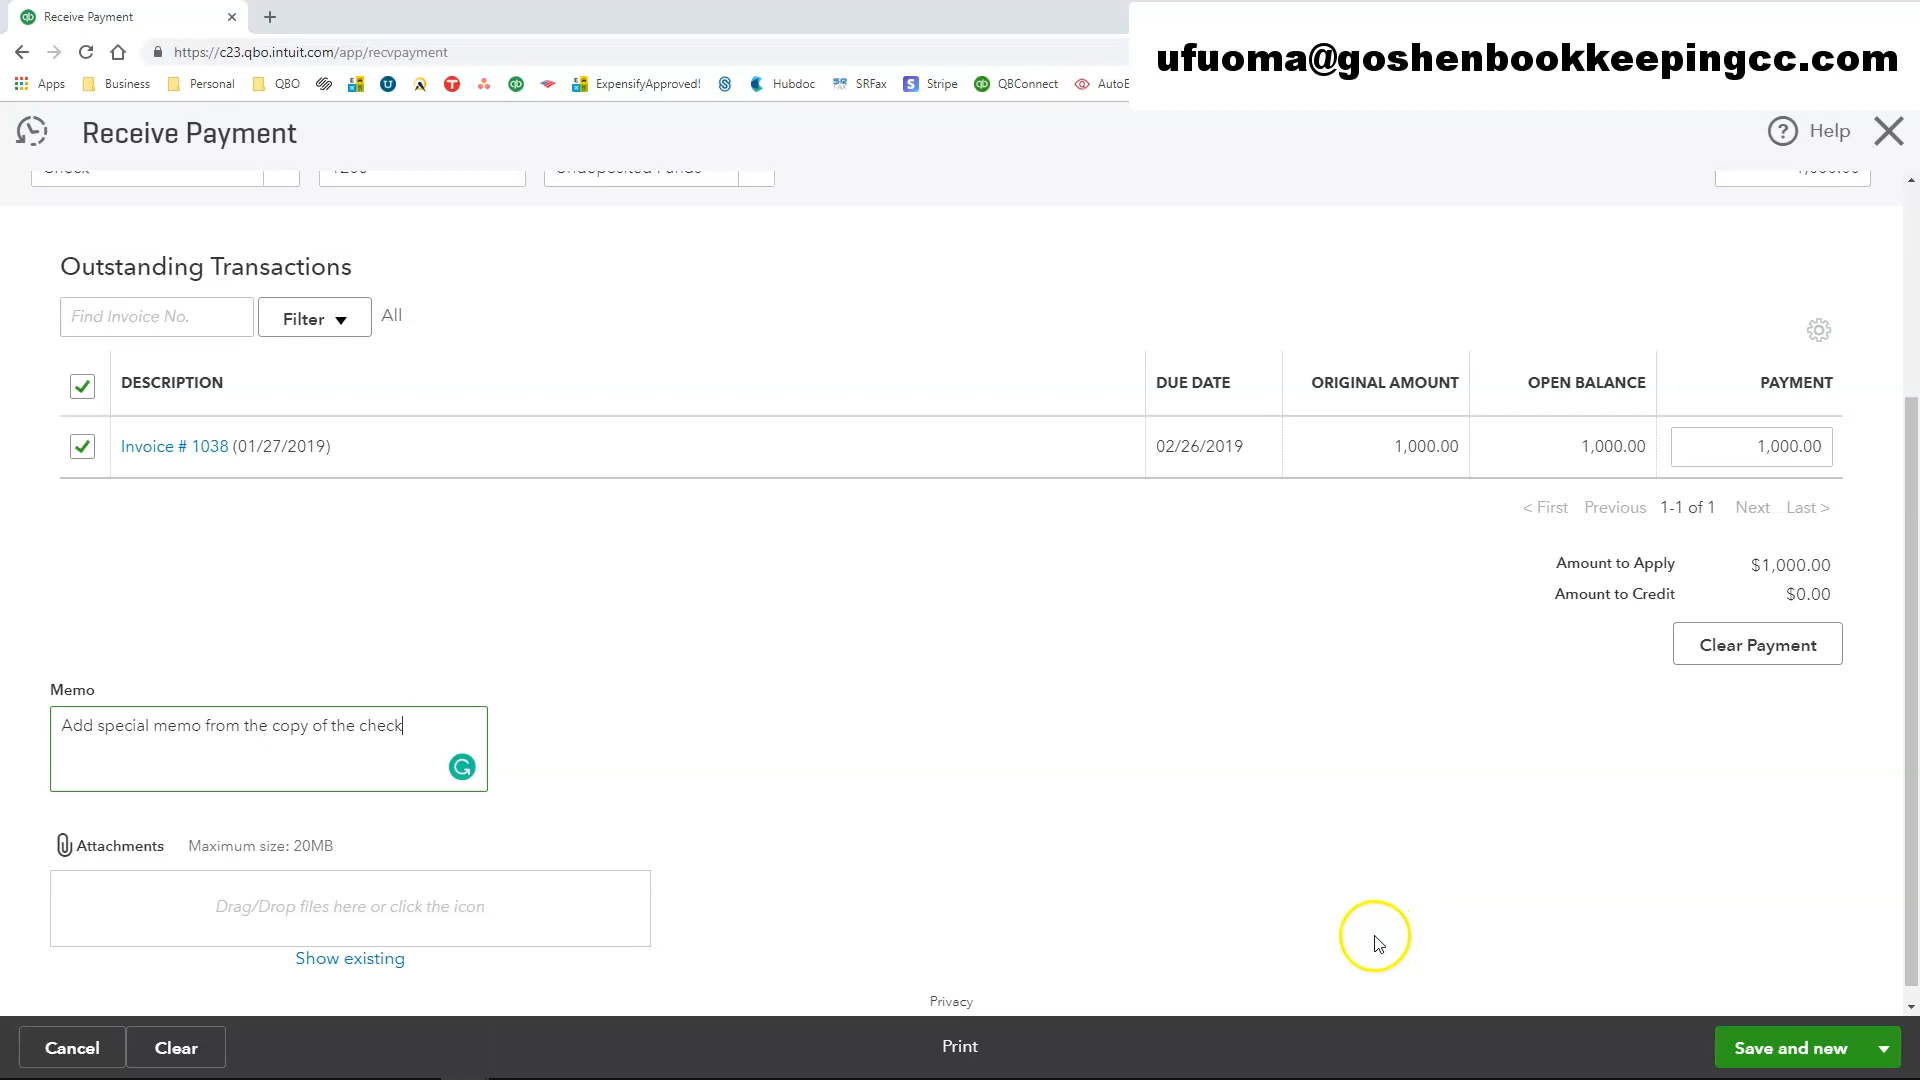 Receive Payment
https://c23.qbo.intuit.com/app/recvpayment
ufuoma@goshenbookkeepingcc.com
Apps Business Personal QBO ExpensifyApproved! Hubdoc SRFax Stripe QBConnect AutoE
Receive Payment
Help
Outstanding Transactions
Find Invoice No. Filter All
DESCRIPTION DUE DATE ORIGINAL AMOUNT OPEN BALANCE PAYMENT
Invoice # 1038 (01/27/2019) 02/26/2019 1,000.00 1,000.00 1,000.00
< First Previous 1-1 of 1 Next Last >
Amount to Apply $1,000.00
Amount to Credit $0.00
Clear Payment
Memo
Add special memo from the copy of the check
Attachments Maximum size: 20MB
Drag/Drop files here or click the icon
Show existing
Privacy
Cancel Clear Print Save and new